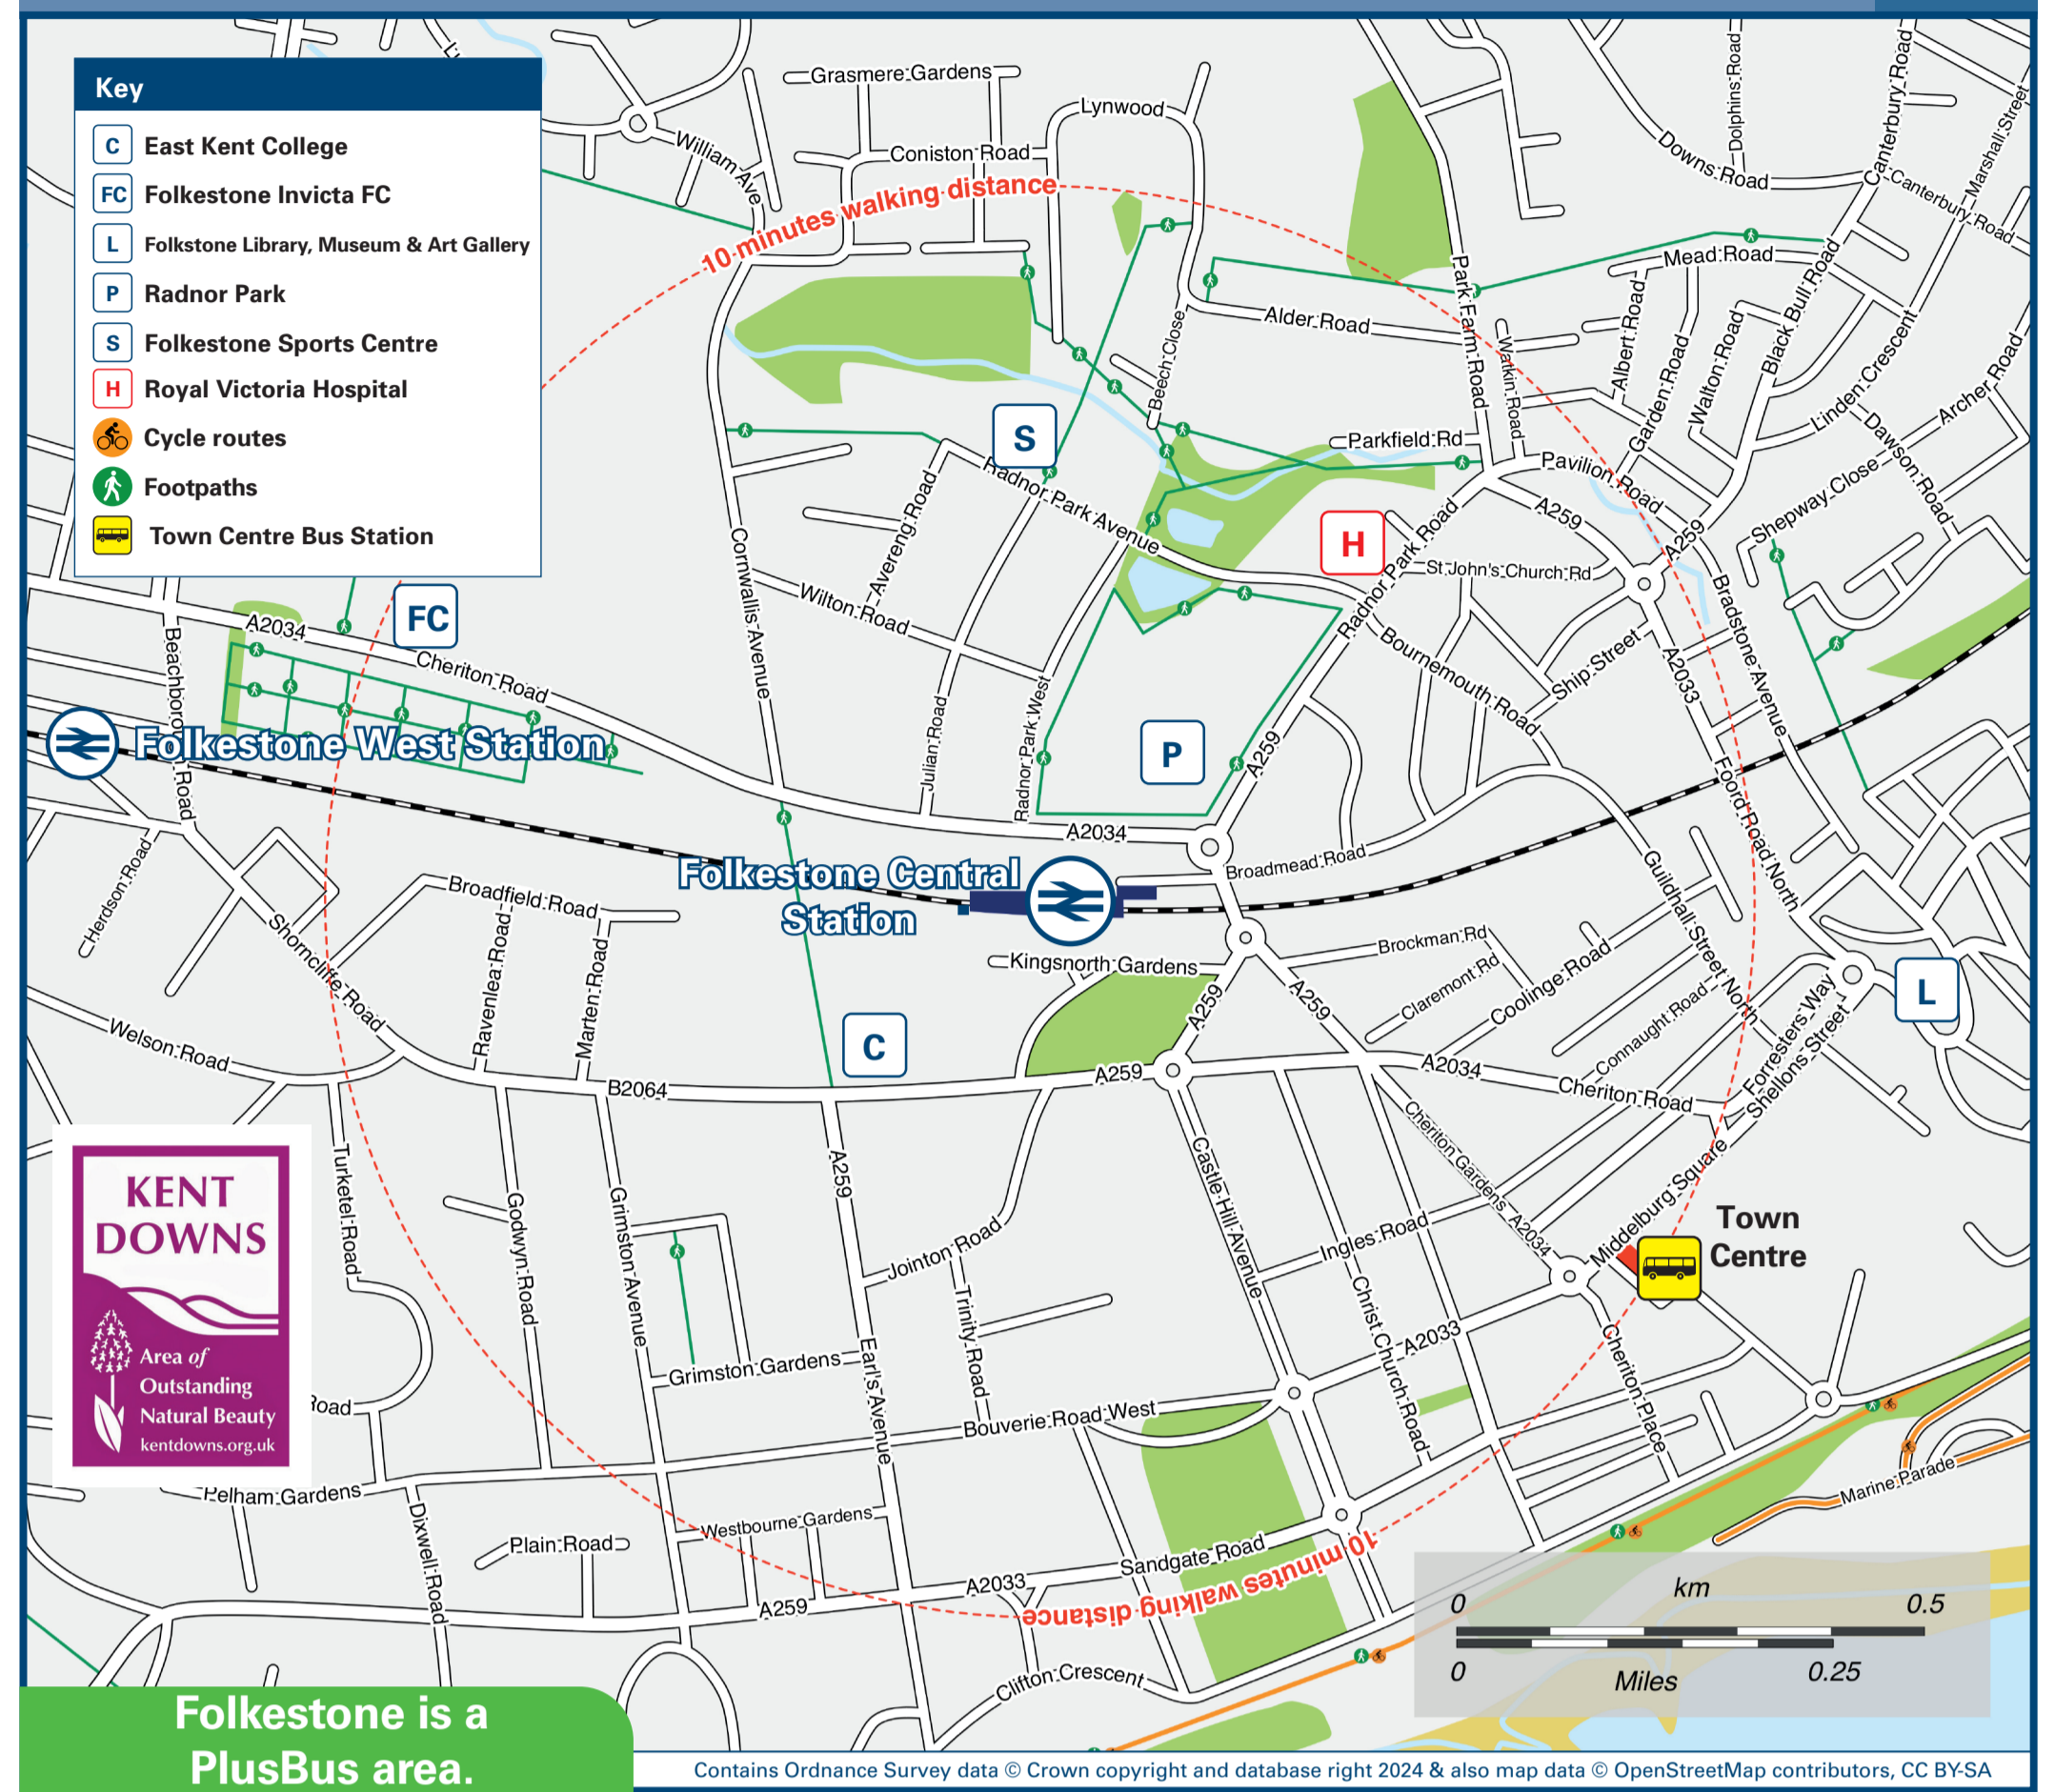 Key
C East Kent College
FC Folkestone Invicta FC
L Folkstone Library, Museum & Art Gallery
P Radnor Park
S Folkestone Sports Centre
H Royal Victoria Hospital
Cycle routes
Footpaths
Town Centre Bus Station
Grasmere Gardens
Lynwood
William Ave
Coniston Road
10 minutes walking distance
Dolphins Road
Canterbury Road
Marshall Street
Downs Road
Canterbury Road
Mead Road
Park Farm Road
Alder Road
Beech Close
Watkin Road
Albert Road
Garden Road
Walton Road
Black Bull Road
Linden Crescent
Archer Road
Dawson Road
Shepway Close
Parkfield Rd
Pavilion Road
S
Radnor Park Avenue
Avereng Road
Cornwallis Avenue
Wilton Road
H
A259
A259
St John's Church Rd
Radnor Park Road
Bradstone Avenue
FC
A2034
Cheriton Road
Beachborough Road
Folkestone West Station
Julian Road
Radnor Park West
P
A259
Bournemouth Road
Ship Street
A2033
Foord Road North
A2034
Broadmead Road
Folkestone Central
Station
Herdson Road
Broadfield Road
Shorncliffe Road
Ravenlea Road
Marten Road
Kingsnorth Gardens
Brockman Rd
Claremont Rd
Coolinge Road
Guildhall Street North
Connaught Road
L
Forresters Way
Shellons Street
Welson Road
C
A259
A259
B2064
A259
A2034
Cheriton Road
KENT
DOWNS
Area of
Outstanding
Natural Beauty
kentdowns.org.uk
Turketel Road
Godwyn Road
Grimston Avenue
A259
Jointon Road
Trinity Road
Castle Hill Avenue
Ingles Road
Cheriton Gardens
A2034
Middelburg Square
Town
Centre
Christ Church Road
A2033
Cheriton Place
Grimston Gardens
Earl's Avenue
Bouverie Road West
Road
Pelham Gardens
Dixwell Road
Plain Road
Westbourne Gardens
A259
A2033
Sandgate Road
10 minutes walking distance
Clifton Crescent
Marine Parade
km
0 0.5
0 Miles 0.25
Folkestone is a
PlusBus area.
Contains Ordnance Survey data © Crown copyright and database right 2024 & also map data © OpenStreetMap contributors, CC BY-SA